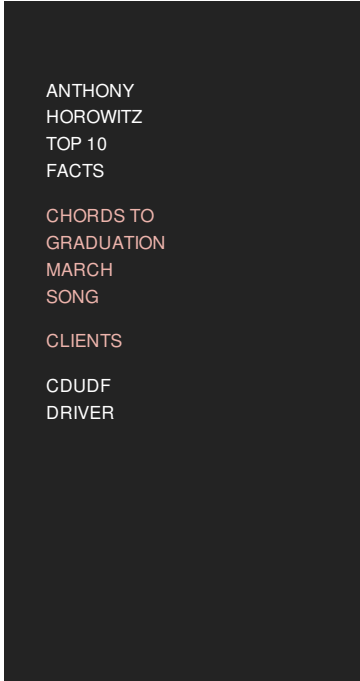 ANTHONY
HOROWITZ
TOP 10
FACTS
CHORDS TO
GRADUATION
MARCH
SONG
CLIENTS
CDUDF
DRIVER